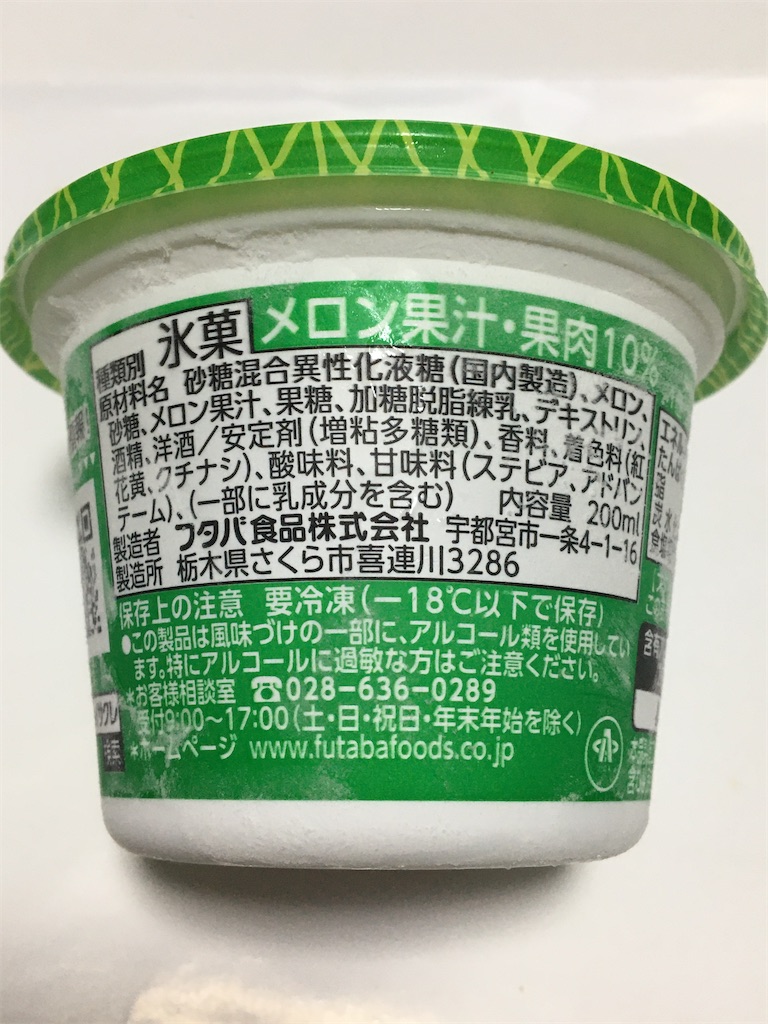 メロン果汁・果肉10%
種類別 氷菓
原材料名 砂糖混合異性化液糖(国内製造)、メロン、
砂糖、メロン果汁、果糖、加糖脱脂練乳、デキストリン、
酒精、洋酒/安定剤(増粘多糖類)、香料、着色料(紅
花黄、クチナシ)、酸味料、甘味料(ステビア、アドバン
テーム)、(一部に乳成分を含む) 内容量 200ml
製造者 フタバ食品株式会社 宇都宮市一条4-1-16
製造所 栃木県さくら市喜連川3286
保存上の注意 要冷凍(-18℃以下で保存)
●この製品は風味づけの一部に、アルコール類を使用してい
ます。特にアルコールに過敏な方はご注意ください。
*お客様相談室 ☎028-636-0289
受付9:00~17:00(土・日・祝日・年末年始を除く)
*ホームページ www.futabafoods.co.jp